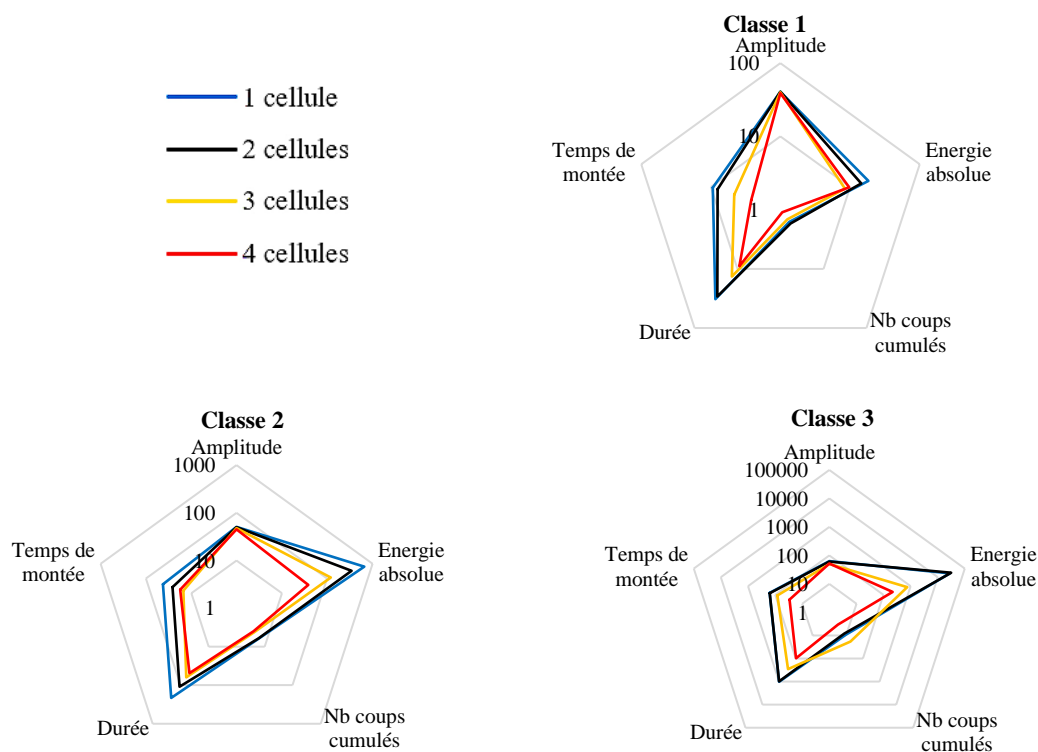 1 cellule
2 cellules
3 cellules
4 cellules
Classe 1
Amplitude
100
10
1
Temps de
montée
Energie
absolue
Durée
Nb coups
cumulés
Classe 2
Amplitude
1000
100
10
1
Temps de
montée
Energie
absolue
Durée
Nb coups
cumulés
Classe 3
Amplitude
100000
10000
1000
100
10
1
Temps de
montée
Energie
absolue
Durée
Nb coups
cumulés